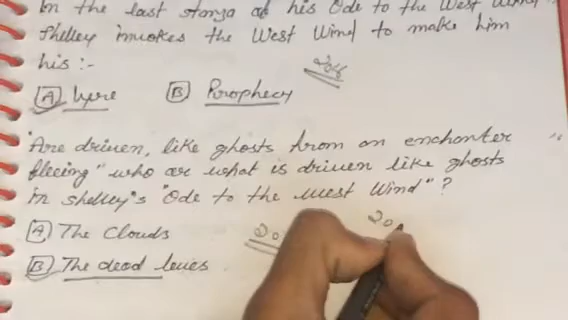 In the last stanza of his Ode to the West Wind,
Shelley invokes the West Wind to make him
his :-
(A) lyre (B) Porophecy
"Are driven, like ghosts from an enchanter
fleeing" who are what is driven like ghosts
in shelley's "Ode to the west Wind"?
(A) The Clouds
(B) The dead leves